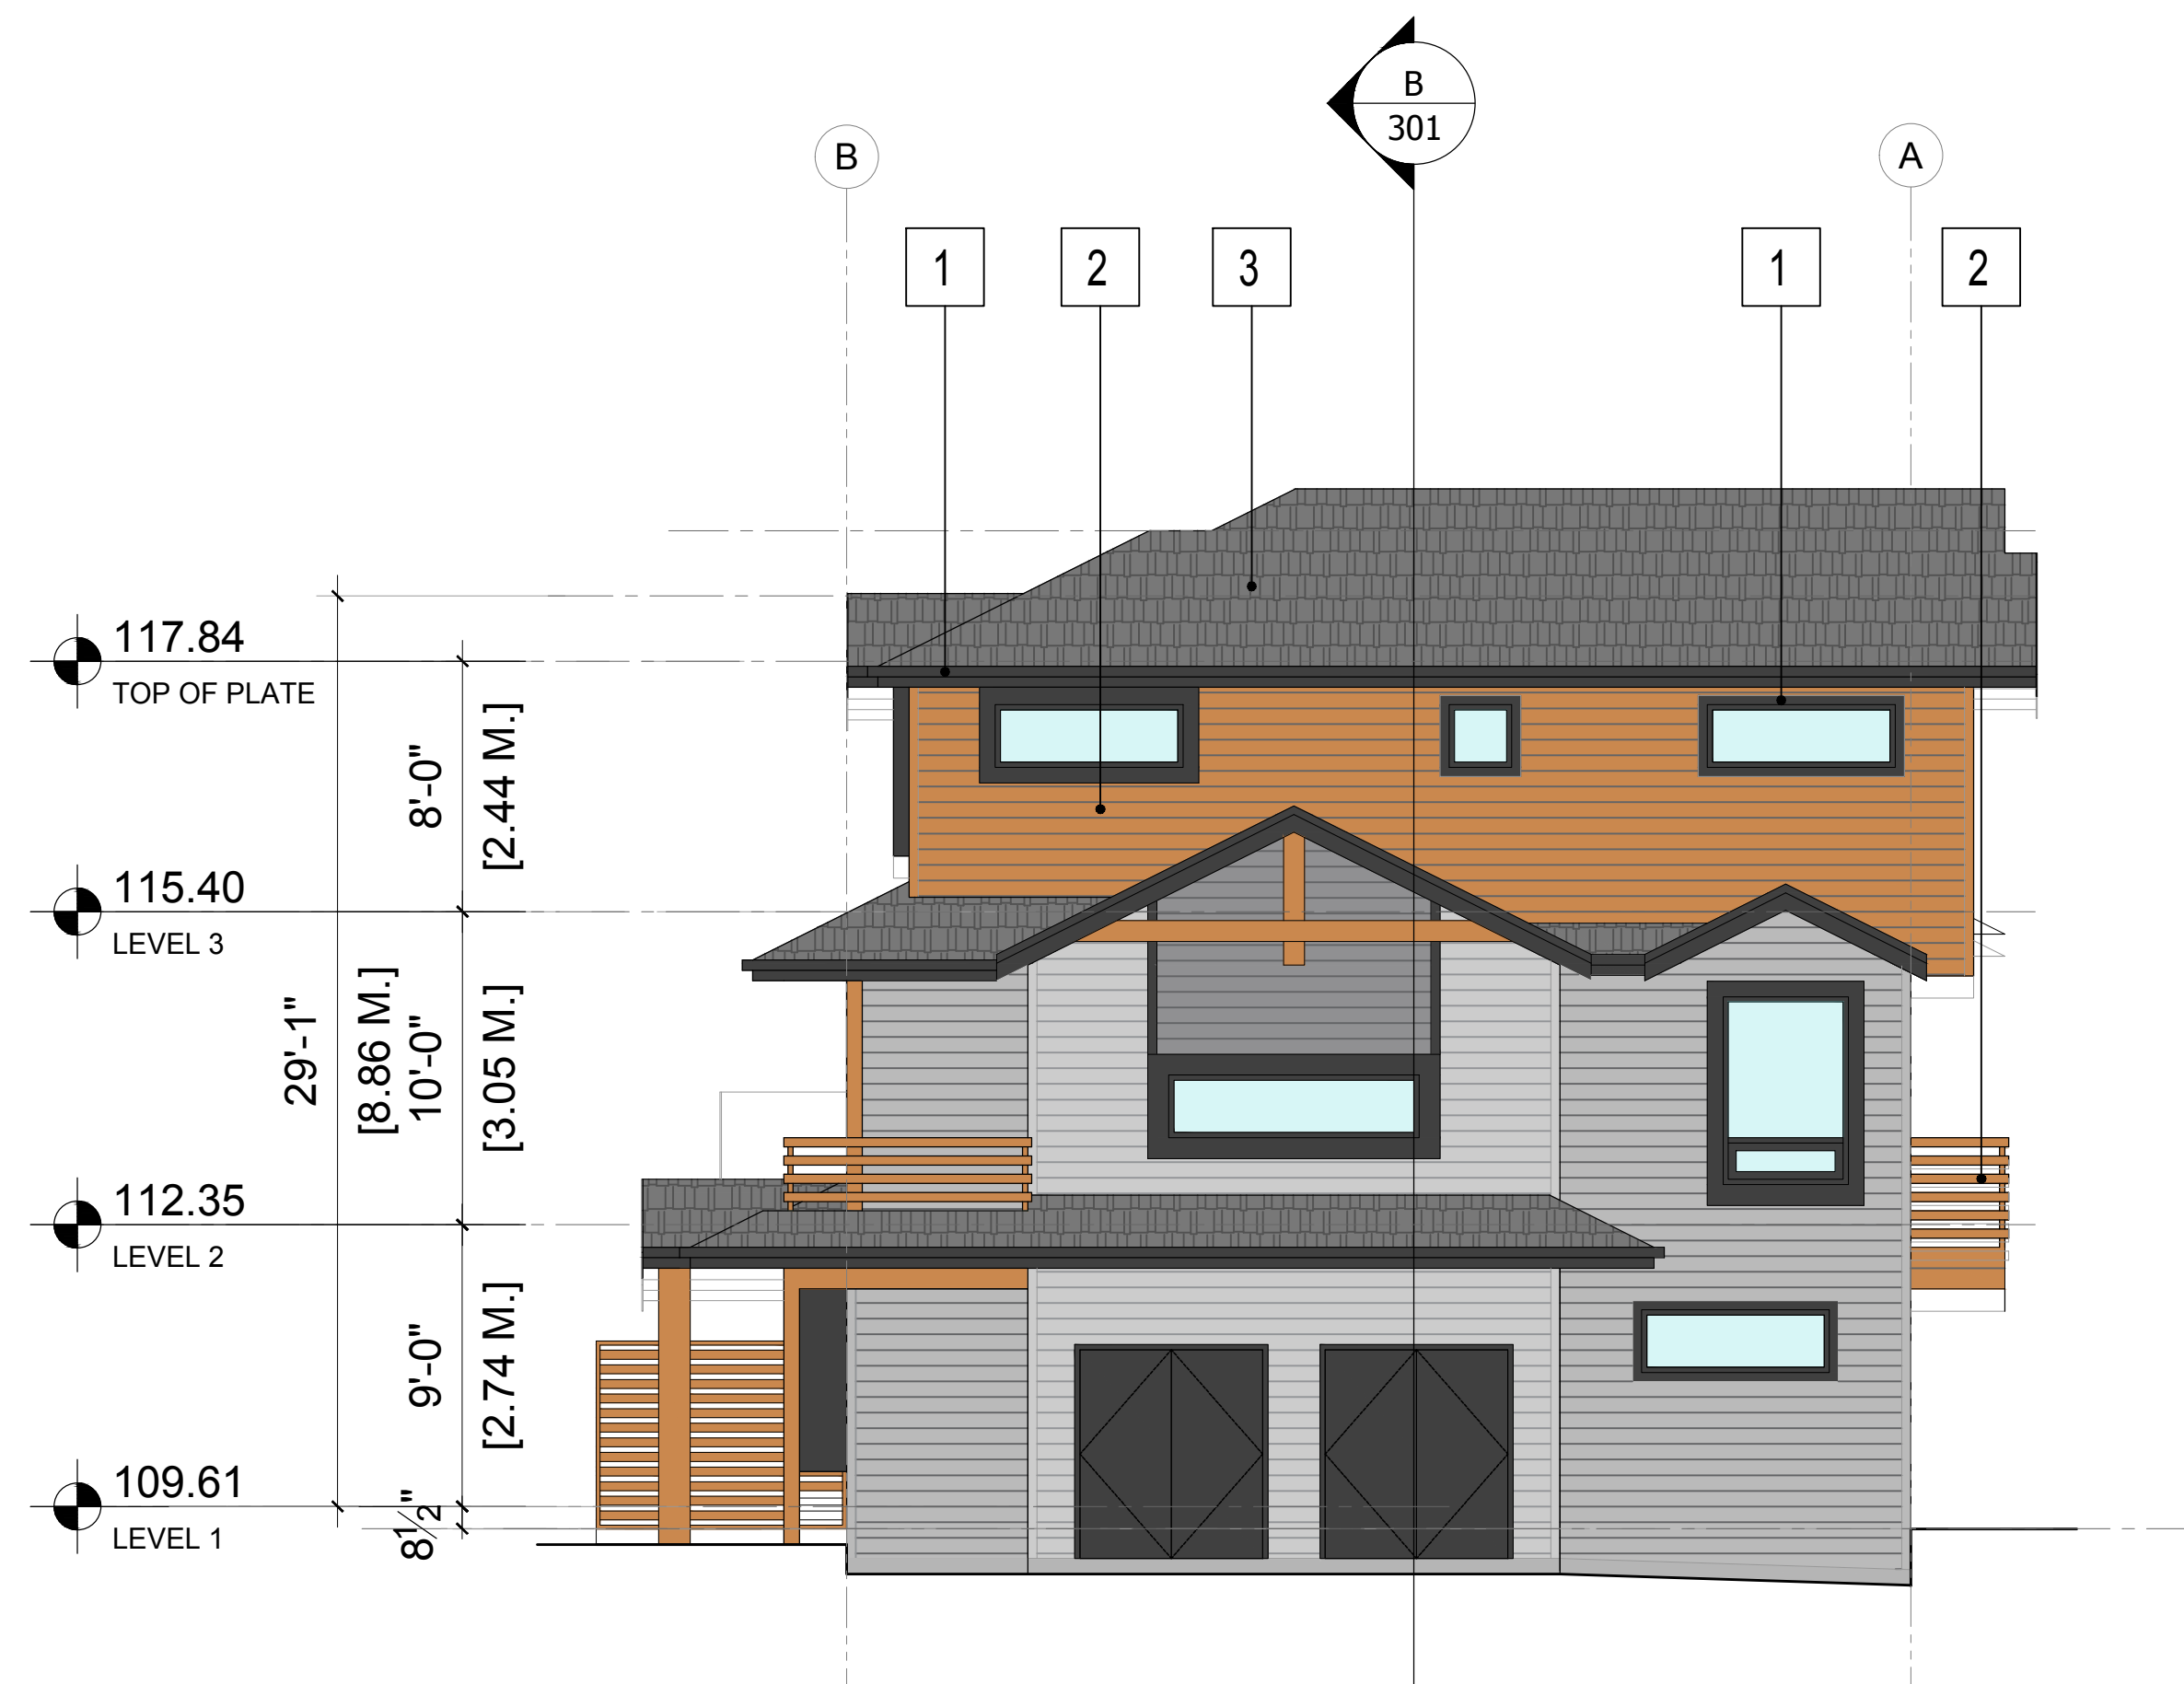 B
301
B
A
1
2
3
1
2
117.84
TOP OF PLATE
8'-0"
[2.44 M.]
115.40
LEVEL 3
29'-1"
[8.86 M.]
10'-0"
[3.05 M.]
112.35
LEVEL 2
9'-0"
[2.74 M.]
109.61
LEVEL 1
8 1/2"